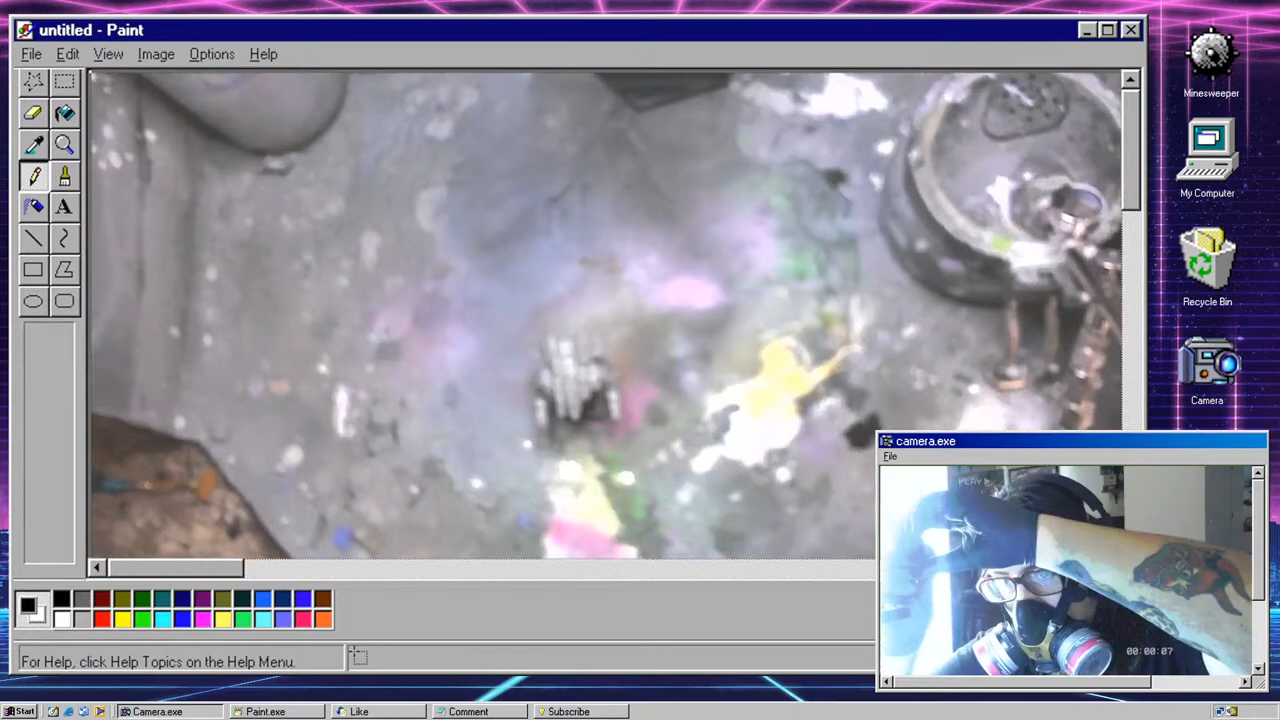 untitled - Paint
File Edit View Image Options Help
Minesweeper
My Computer
Recycle Bin
Camera
camera.exe
File
PLAY
00:00:07
For Help, click Help Topics on the Help Menu.
Start Camera.exe Paint.exe Like Comment Subscribe